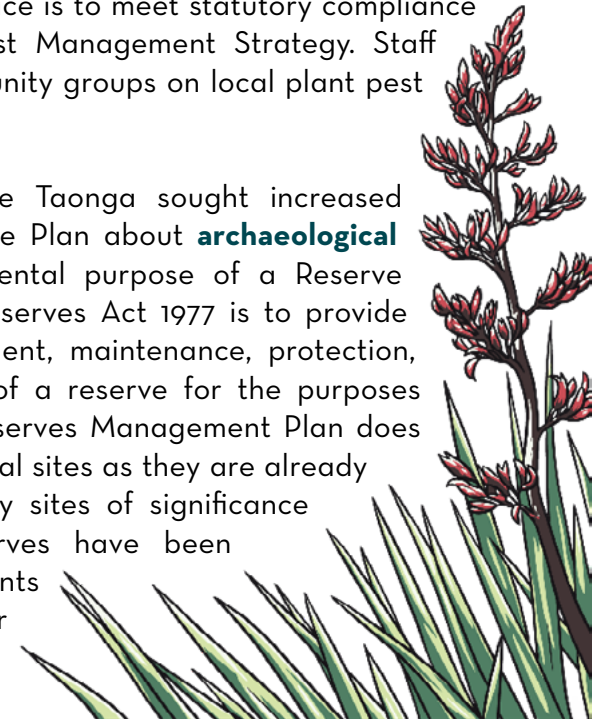 nce is to meet statutory compliance
st Management Strategy. Staff
unity groups on local plant pest
e Taonga sought increased
e Plan about archaeological
ental purpose of a Reserve
serves Act 1977 is to provide
ent, maintenance, protection,
of a reserve for the purposes
serves Management Plan does
al sites as they are already
y sites of significance
rves have been
nts
r